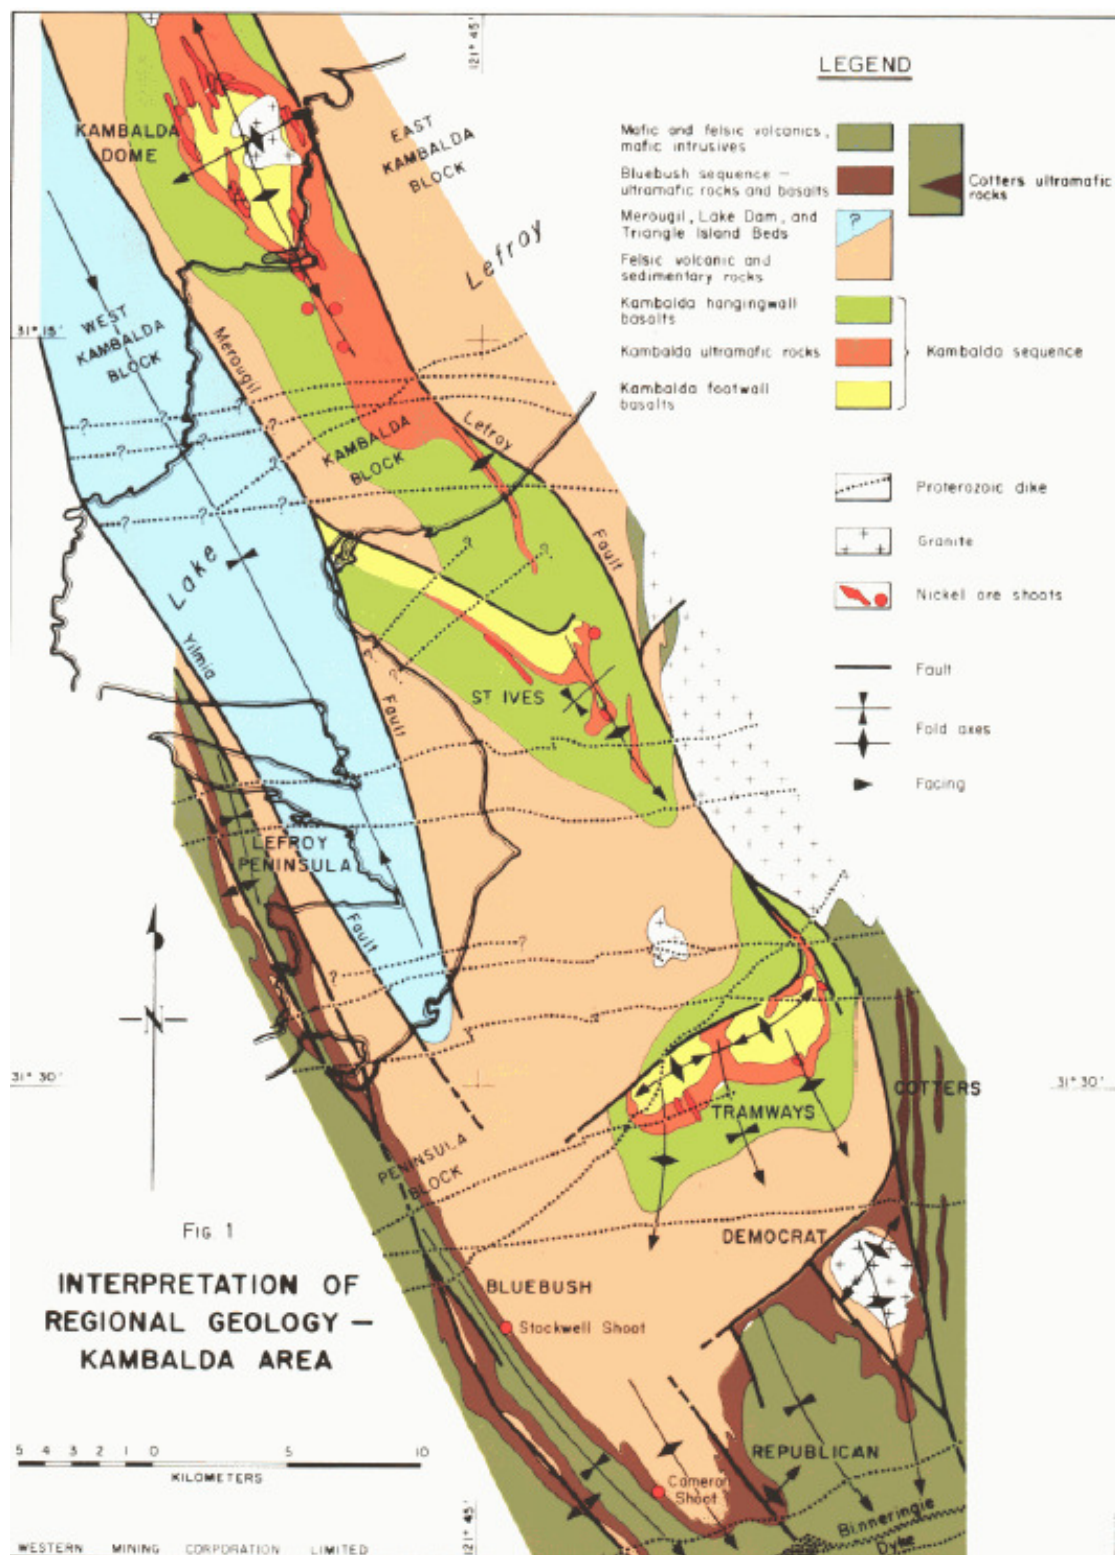 121° 45'
LEGEND
Mafic and felsic volcanics,
mafic intrusives
Bluebush sequence –
ultramafic rocks and basalts
Cotters ultramafic
rocks
Merougil, Lake Dam, and
Triangle Island Beds
?
Felsic volcanic and
sedimentary rocks
Kambalda hangingwall
basalts
Kambalda ultramafic rocks
Kambalda sequence
Kambalda footwall
basalts
Proterozoic dike
Granite
Nickel ore shoots
Fault
Fold axes
Facing
KAMBALDA
DOME
EAST
KAMBALDA
BLOCK
Lefroy
31° 15'
WEST
KAMBALDA
BLOCK
Merougil
KAMBALDA
BLOCK
Lefroy
Fault
Lake
Yilmia
Fault
ST IVES
LEFROY
PENINSULA
Fault
N
31° 30'
31° 30'
COTTERS
TRAMWAYS
PENINSULA
BLOCK
DEMOCRAT
FIG 1
INTERPRETATION OF
REGIONAL GEOLOGY –
KAMBALDA AREA
BLUEBUSH
Stockwell Shoot
REPUBLICAN
Cameron
Shoot
Binneringie
Dyke
5 4 3 2 1 0 5 10
KILOMETERS
121° 45'
WESTERN MINING CORPORATION LIMITED